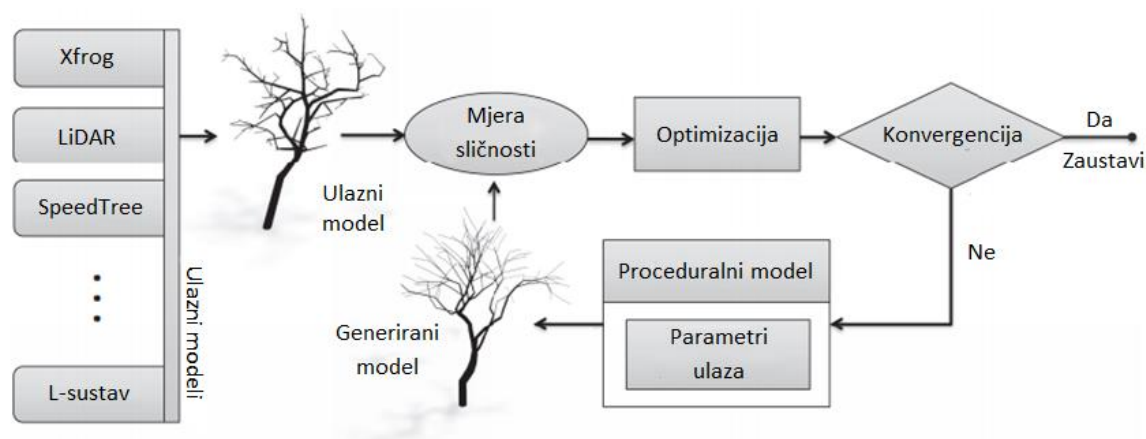 Xfrog
LiDAR
SpeedTree
L-sustav
Ulazni modeli
Ulazni
model
Mjera
sličnosti
Optimizacija
Konvergencija
Da
Zaustavi
Ne
Proceduralni model
Parametri
ulaza
Generirani
model